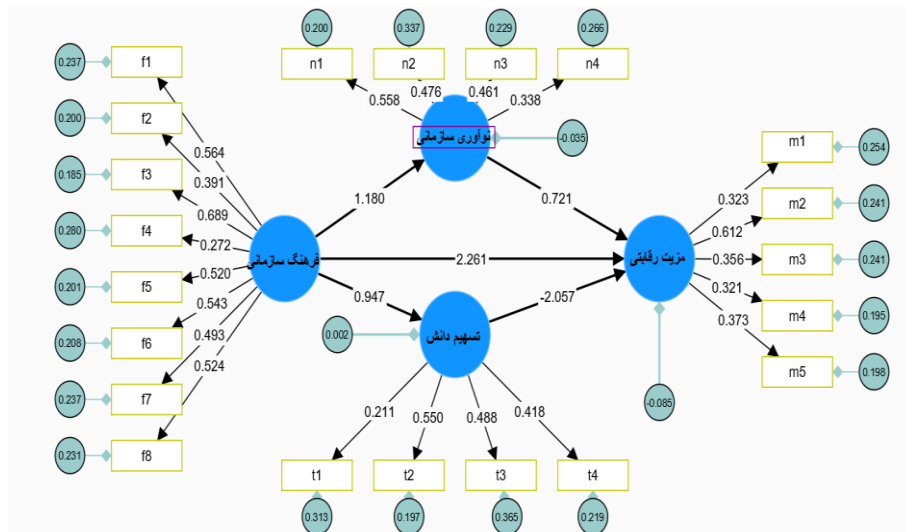 0.200 0.337 0.229 0.266
n1 n2 n3 n4
0.558 0.476 0.461 0.338
نوآوری سازمانی
-0.035
0.237 f1
0.200 f2
0.185 f3
0.280 f4
0.201 f5
0.208 f6
0.237 f7
0.231 f8
0.564
0.391
0.689
0.272
0.520
0.543
0.493
0.524
فرهنگ سازمانی
1.180
2.261
0.947
0.721
-2.057
مزیت رقابتی
-0.085
0.323
0.612
0.356
0.321
0.373
m1 0.254
m2 0.241
m3 0.241
m4 0.195
m5 0.198
0.002
تسهیم دانش
0.211 0.550 0.488 0.418
t1 t2 t3 t4
0.313 0.197 0.365 0.219